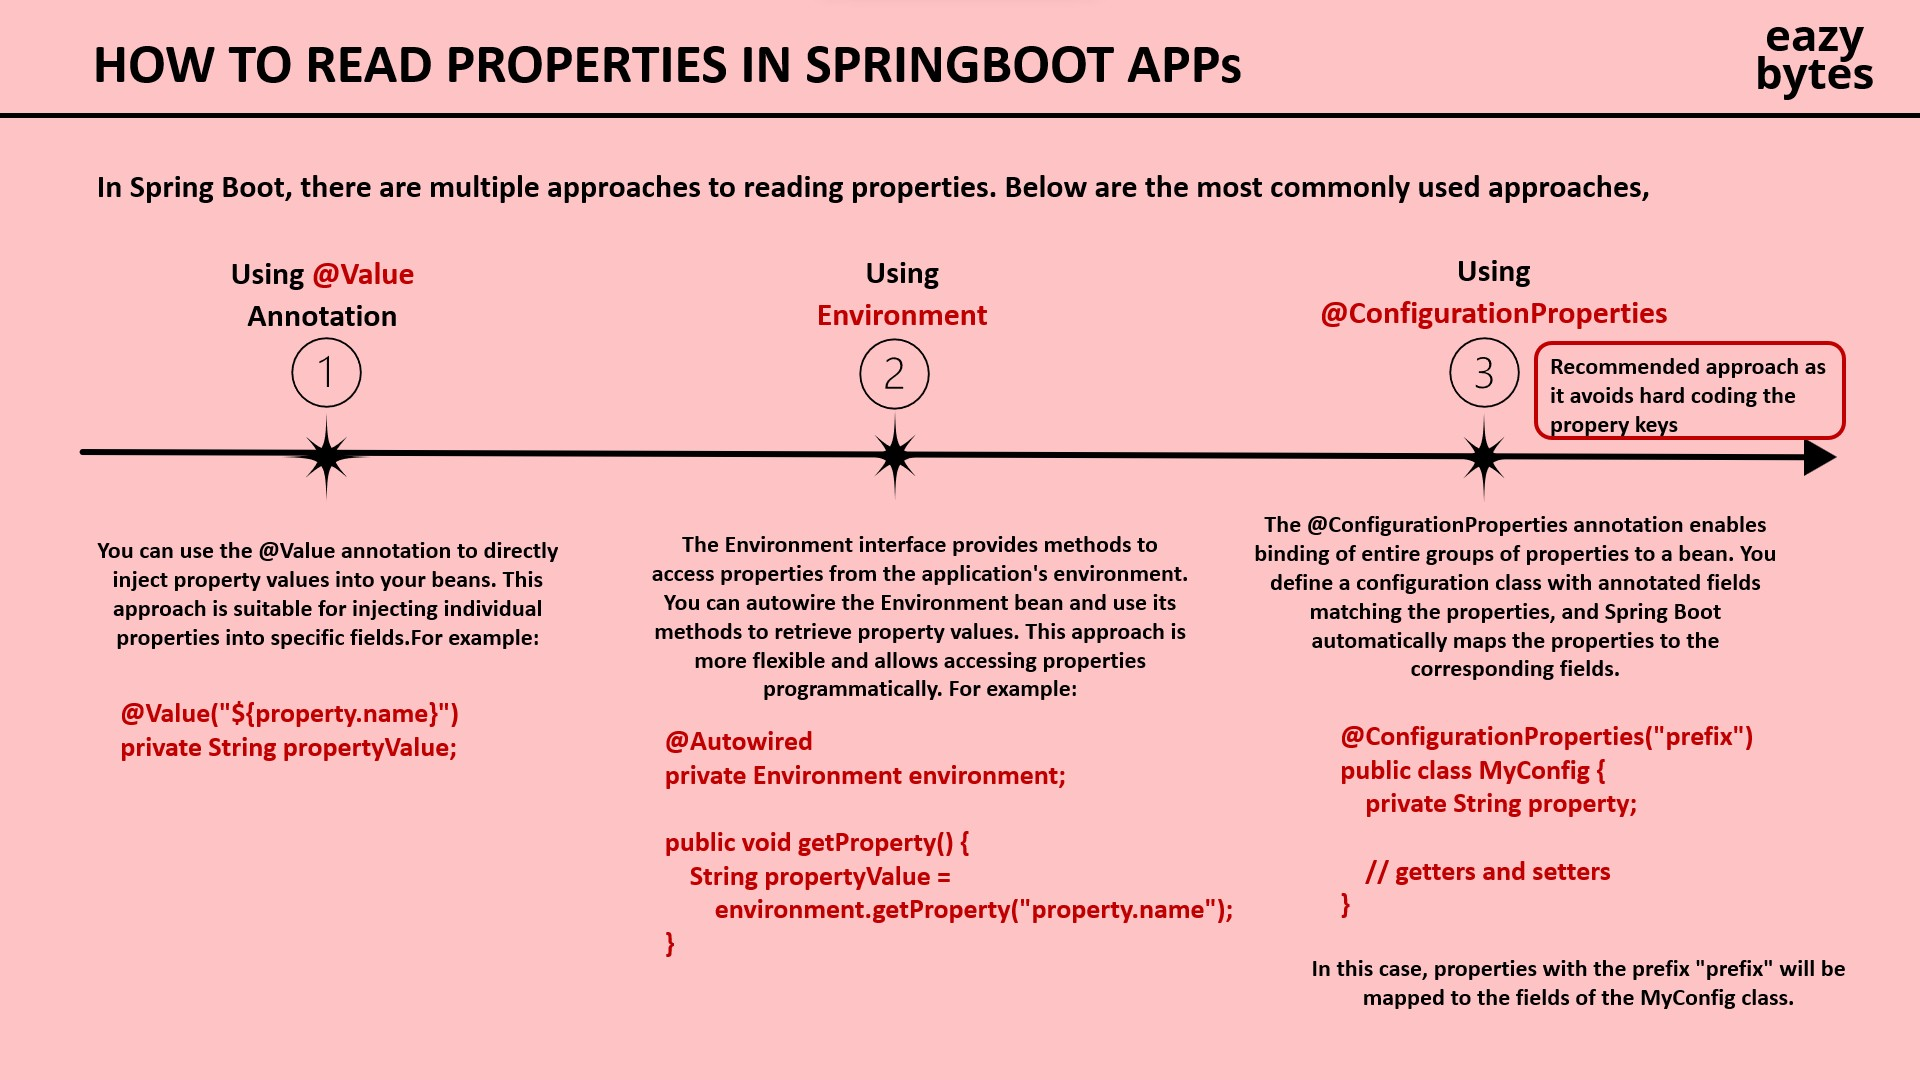 HOW TO READ PROPERTIES IN SPRINGBOOT APPs
eazy
bytes
In Spring Boot, there are multiple approaches to reading properties. Below are the most commonly used approaches,
Using @Value
Annotation
1
You can use the @Value annotation to directly
inject property values into your beans. This
approach is suitable for injecting individual
properties into specific fields.For example:
@Value("${property.name}")
private String propertyValue;
Using
Environment
2
The Environment interface provides methods to
access properties from the application's environment.
You can autowire the Environment bean and use its
methods to retrieve property values. This approach is
more flexible and allows accessing properties
programmatically. For example:
@Autowired
private Environment environment;
public void getProperty() {
String propertyValue =
environment.getProperty("property.name");
}
Using
@ConfigurationProperties
3
Recommended approach as
it avoids hard coding the
propery keys
The @ConfigurationProperties annotation enables
binding of entire groups of properties to a bean. You
define a configuration class with annotated fields
matching the properties, and Spring Boot
automatically maps the properties to the
corresponding fields.
@ConfigurationProperties("prefix")
public class MyConfig {
private String property;
// getters and setters
}
In this case, properties with the prefix "prefix" will be
mapped to the fields of the MyConfig class.